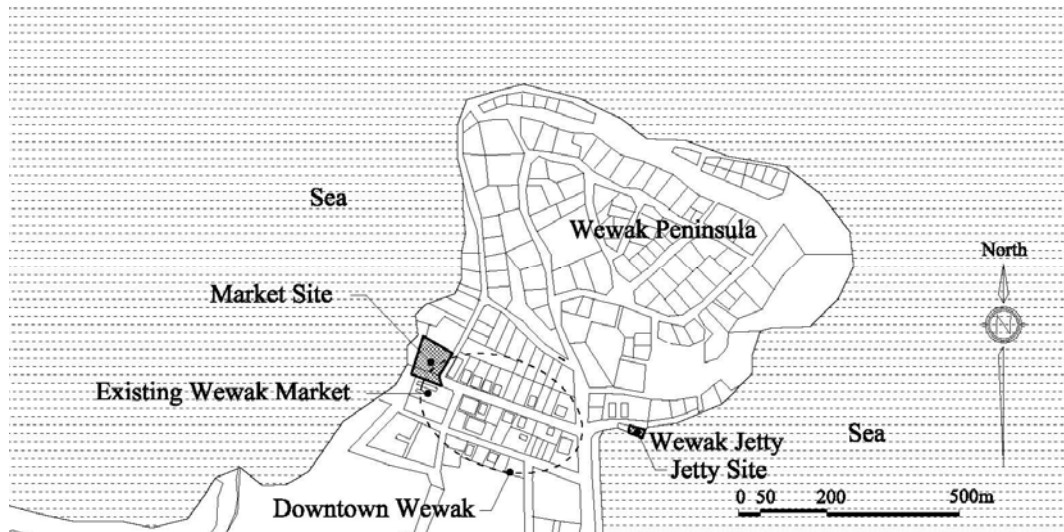 Sea
Wewak Peninsula
North
N
Market Site
Existing Wewak Market
Wewak Jetty
Sea
Jetty Site
Downtown Wewak
0 50 200 500m